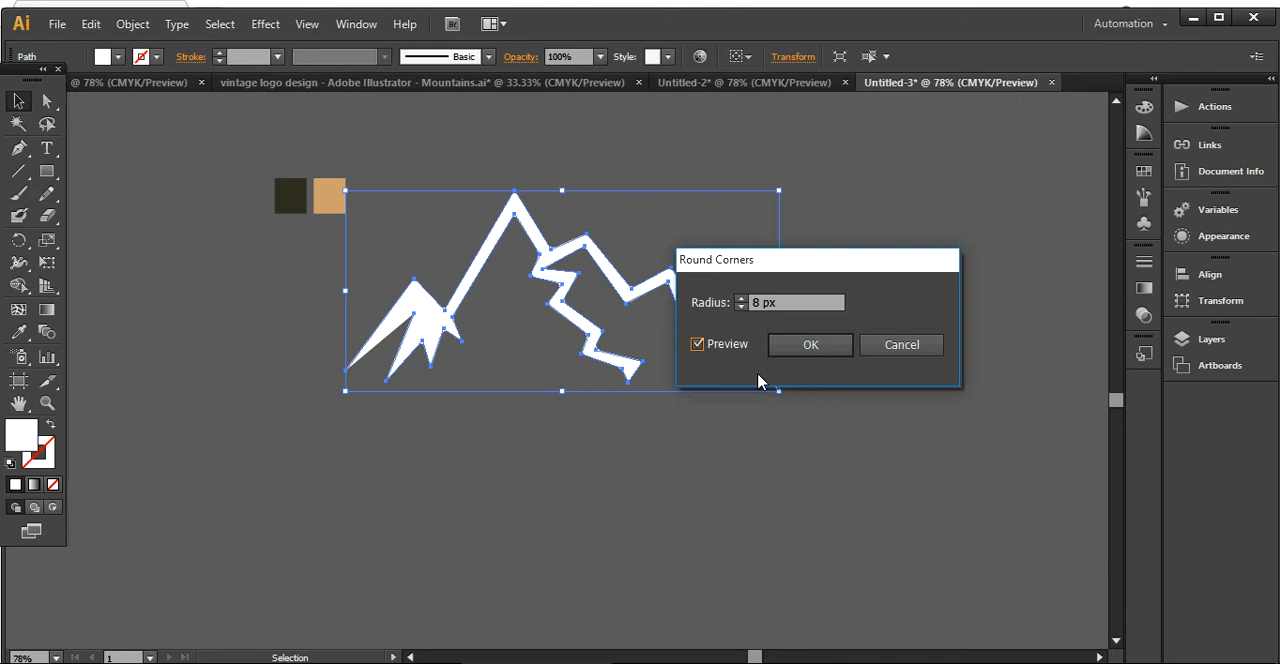 Ai File Edit Object Type Select Effect View Window Help Br Automation
Path Stroke: Basic Opacity: 100% Style: Transform
@ 78% (CMYK/Preview) vintage logo design - Adobe Illustrator - Mountains.ai* @ 33.33% (CMYK/Preview) Untitled-2* @ 78% (CMYK/Preview) Untitled-3* @ 78% (CMYK/Preview)
Actions
Links
Document Info
Variables
Appearance
Align
Transform
Layers
Artboards
Round Corners
Radius: 8 px
Preview OK Cancel
78% 1 Selection